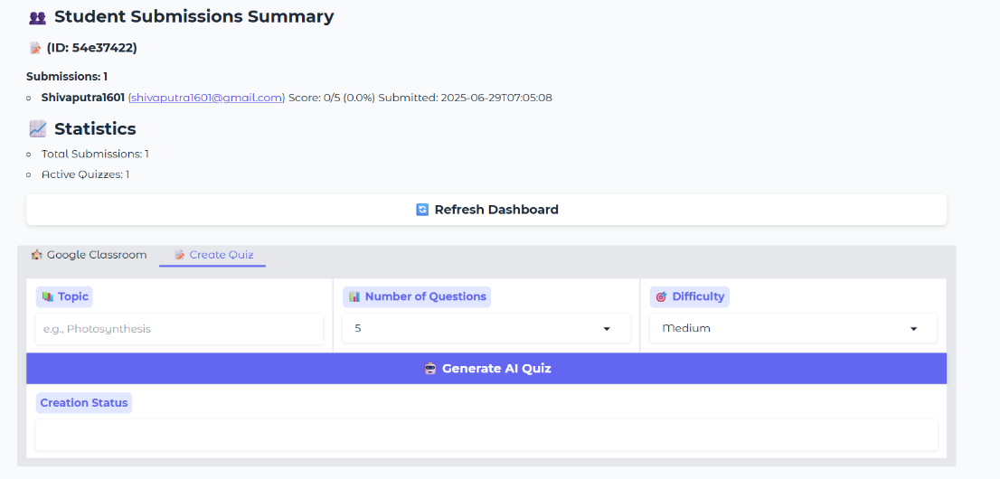 Student Submissions Summary
(ID: 54e37422)
Submissions: 1
Shivaputra1601 (shivaputra1601@gmail.com) Score: 0/5 (0.0%) Submitted: 2025-06-29T07:05:08
Statistics
Total Submissions: 1
Active Quizzes: 1
Refresh Dashboard
Google Classroom Create Quiz
Topic Number of Questions Difficulty
e.g., Photosynthesis 5 Medium
Generate AI Quiz
Creation Status